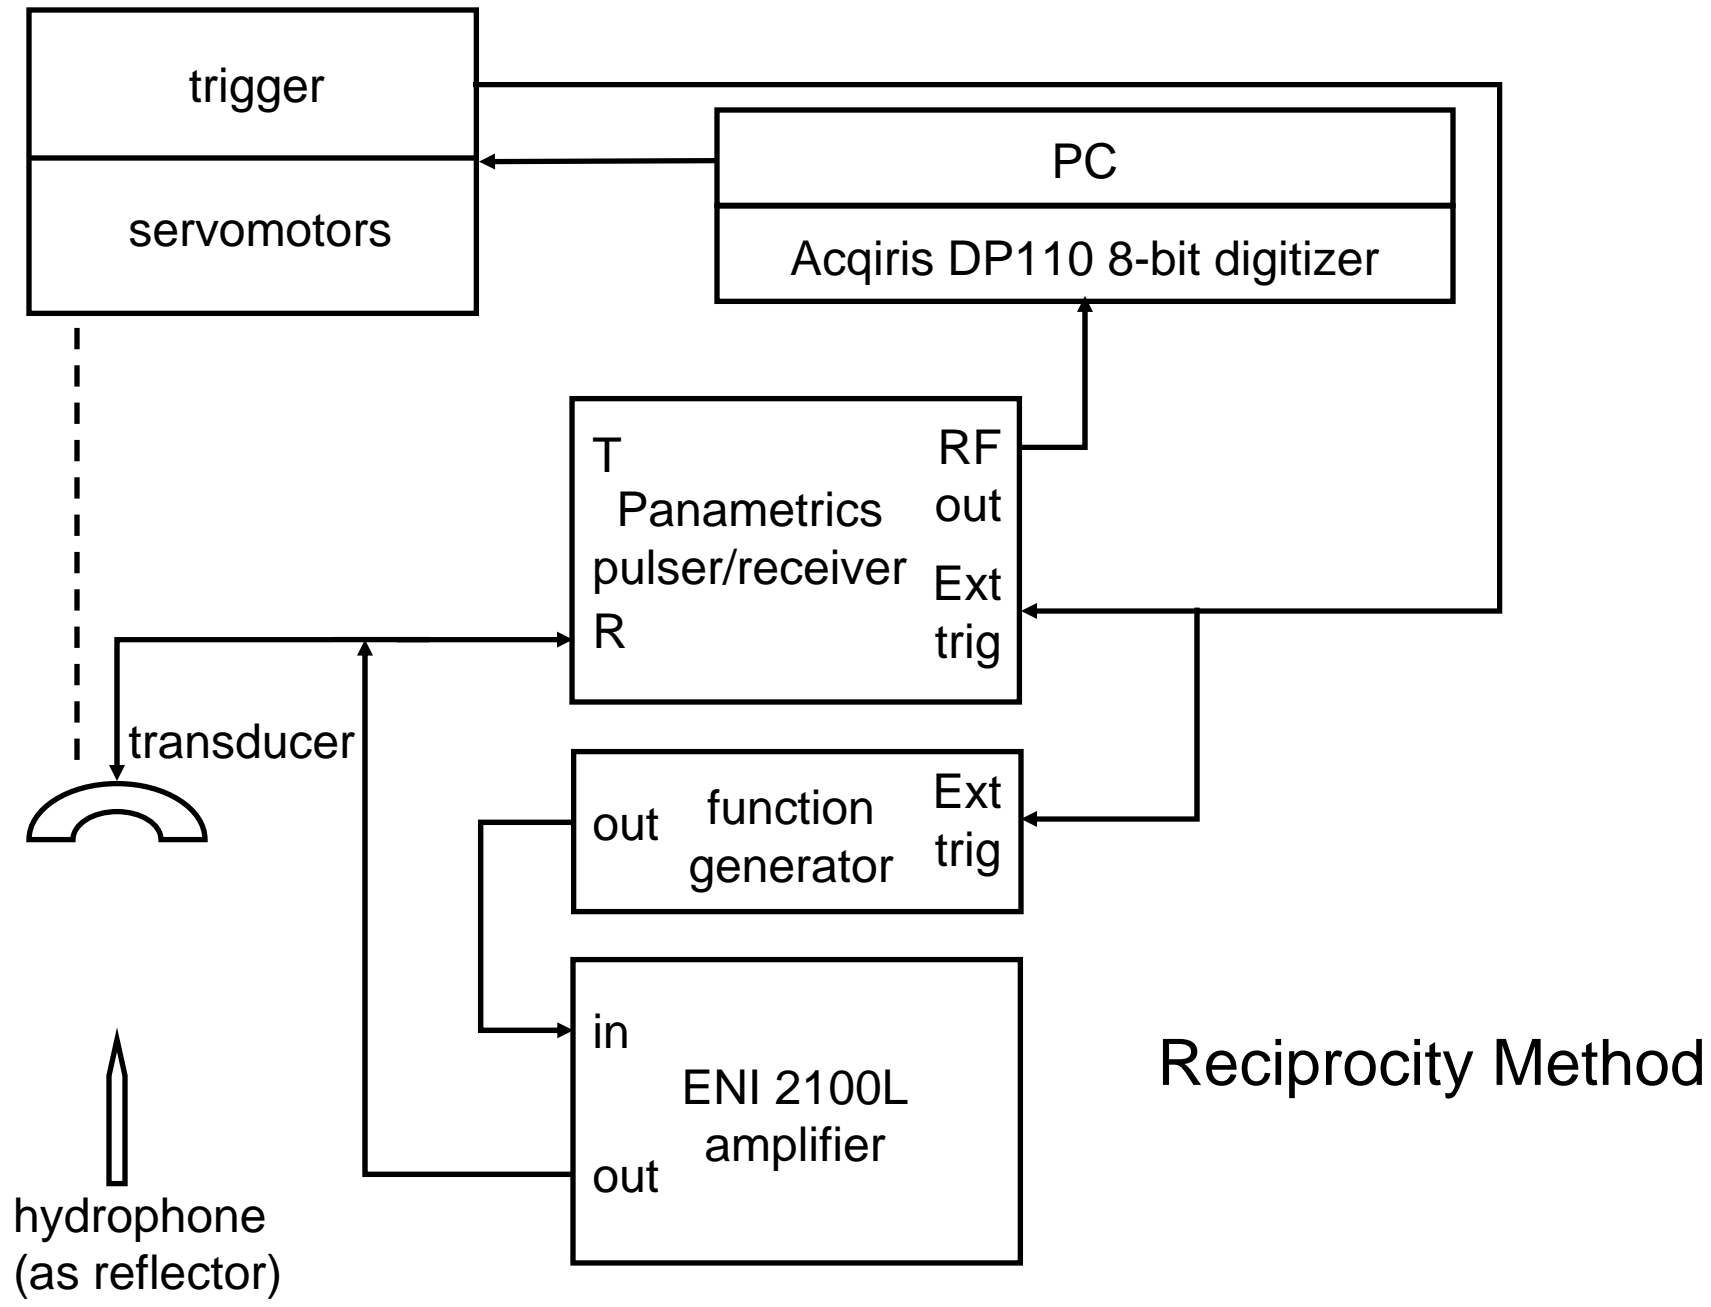 trigger
servomotors
PC
Acqiris DP110 8-bit digitizer
T
Panametrics
pulser/receiver
R
RF
out
Ext
trig
transducer
out
function
generator
Ext
trig
in
ENI 2100L
amplifier
out
Reciprocity Method
hydrophone
(as reflector)